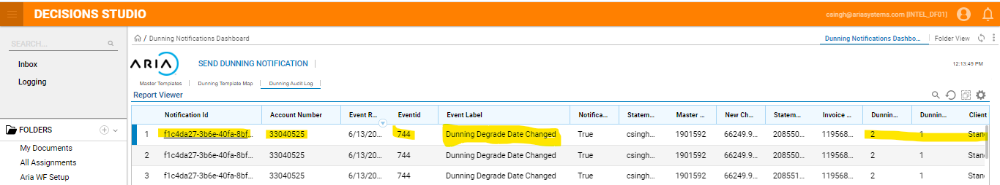 DECISIONS STUDIO
csingh@ariasystems.com [INTEL_DF01]
SEARCH...
Inbox
Logging
FOLDERS
My Documents
All Assignments
Aria WF Setup
/ Dunning Notifications Dashboard
Dunning Notifications Dashbo... Folder View
ARIA SEND DUNNING NOTIFICATION
12:13:49 PM
Master Templates Dunning Template Map Dunning Audit Log
Report Viewer
Notification Id Account Number Event R... Eventid Event Label Notifica... Statem... Master ... New Ch... Statem... Invoice ... Dunnin... Dunnin... Client
1 f1c4da27-3b6e-40fa-8bf... 33040525 6/13/20... 744 Dunning Degrade Date Changed True csingh... 1901592 66249.9... 208550... 119568... 2 1 Stand
2 f1c4da27-3b6e-40fa-8bf... 33040525 6/13/20... 744 Dunning Degrade Date Changed True csingh... 1901592 66249.9... 208550... 119568... 2 1 Stand
3 f1c4da27-3b6e-40fa-8bf... 33040525 6/13/20... 744 Dunning Degrade Date Changed True csingh... 1901592 66249.9... 208551... 119568... 2 1 Stand